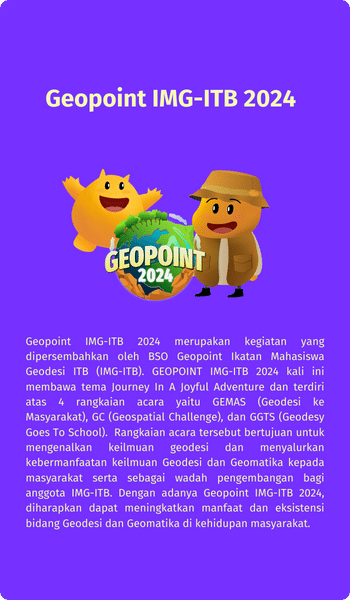 Geopoint IMG-ITB 2024
GEOPOINT
2024
Geopoint IMG-ITB 2024 merupakan kegiatan yang
dipersembahkan oleh BSO Geopoint Ikatan Mahasiswa
Geodesi ITB (IMG-ITB). GEOPOINT IMG-ITB 2024 kali ini
membawa tema Journey In A Joyful Adventure dan terdiri
atas 4 rangkaian acara yaitu GEMAS (Geodesi ke
Masyarakat), GC (Geospatial Challenge), dan GGTS (Geodesy
Goes To School). Rangkaian acara tersebut bertujuan untuk
mengenalkan keilmuan geodesi dan menyalurkan
kebermanfaatan keilmuan Geodesi dan Geomatika kepada
masyarakat serta sebagai wadah pengembangan bagi
anggota IMG-ITB. Dengan adanya Geopoint IMG-ITB 2024,
diharapkan dapat meningkatkan manfaat dan eksistensi
bidang Geodesi dan Geomatika di kehidupan masyarakat.